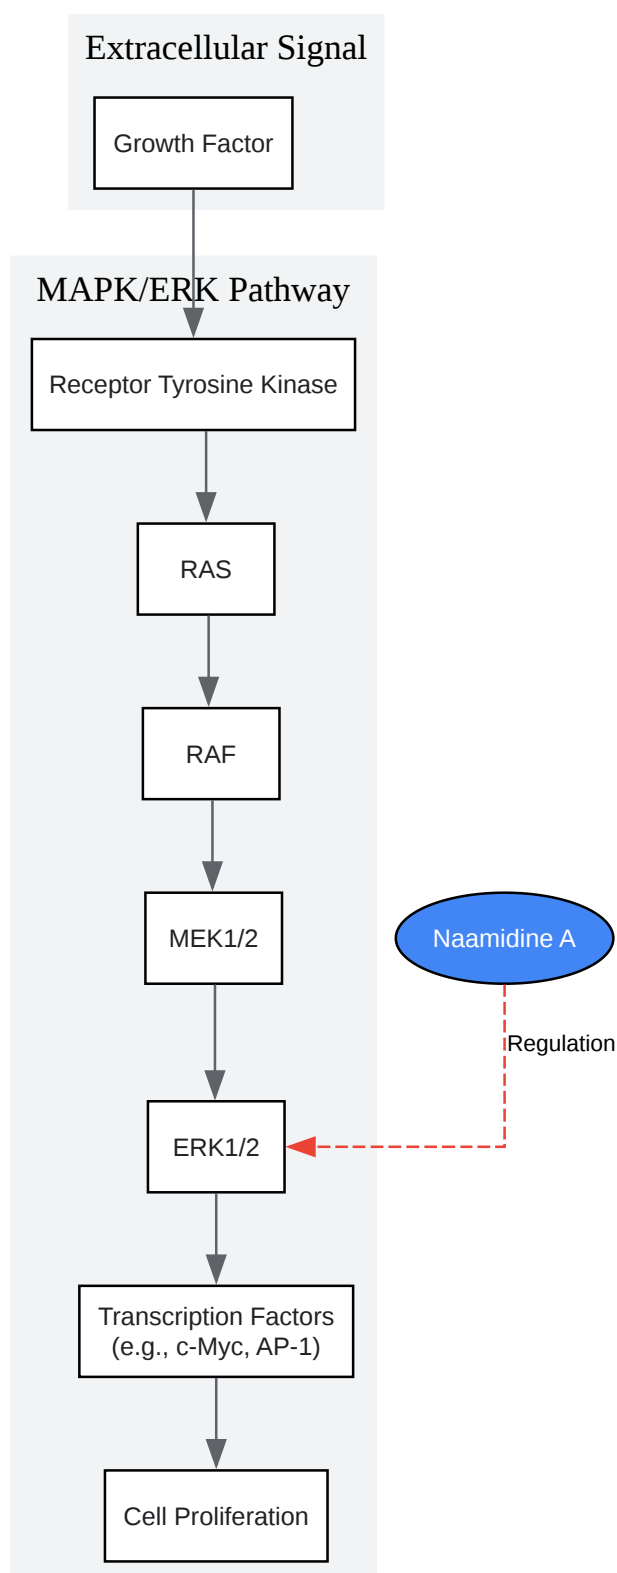 Extracellular Signal
Growth Factor
MAPK/ERK Pathway
Receptor Tyrosine Kinase
RAS
RAF
MEK1/2
Naamidine A
Regulation
ERK1/2
Transcription Factors
(e.g., c-Myc, AP-1)
Cell Proliferation